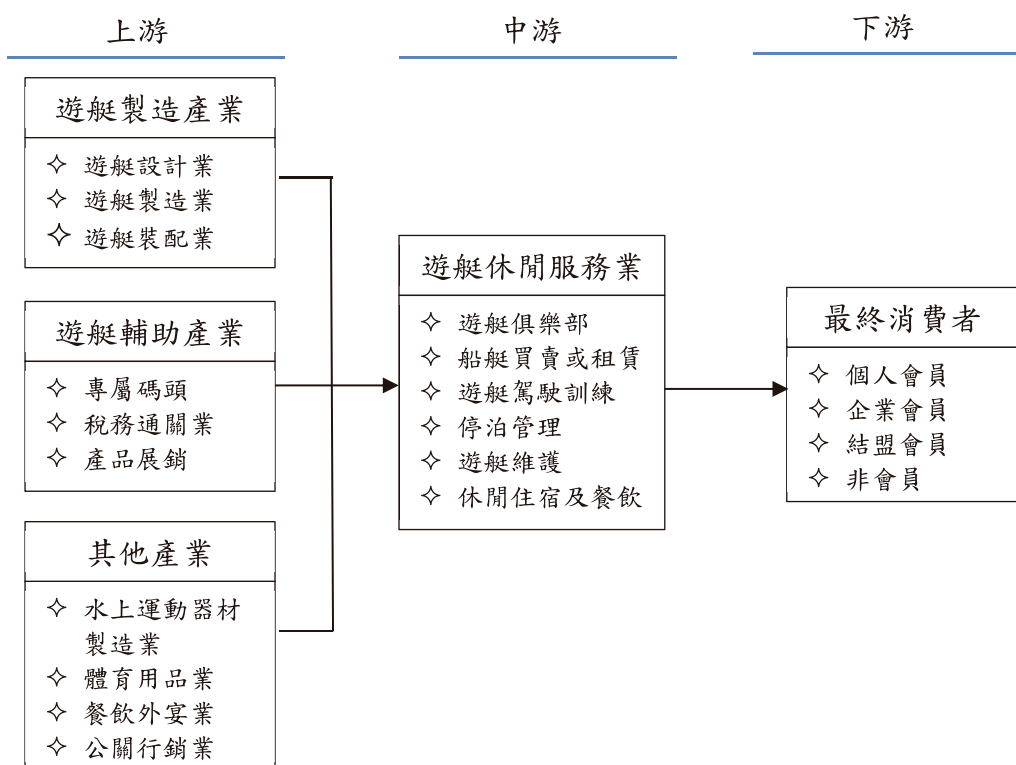 上游
遊艇製造產業
✧ 遊艇設計業
✧ 遊艇製造業
✧ 遊艇裝配業
遊艇輔助產業
✧ 專屬碼頭
✧ 稅務通關業
✧ 產品展銷
其他產業
✧ 水上運動器材
製造業
✧ 體育用品業
✧ 餐飲外宴業
✧ 公關行銷業
中游
遊艇休閒服務業
✧ 遊艇俱樂部
✧ 船艇買賣或租賃
✧ 遊艇駕駛訓練
✧ 停泊管理
✧ 遊艇維護
✧ 休閒住宿及餐飲
下游
最終消費者
✧ 個人會員
✧ 企業會員
✧ 結盟會員
✧ 非會員